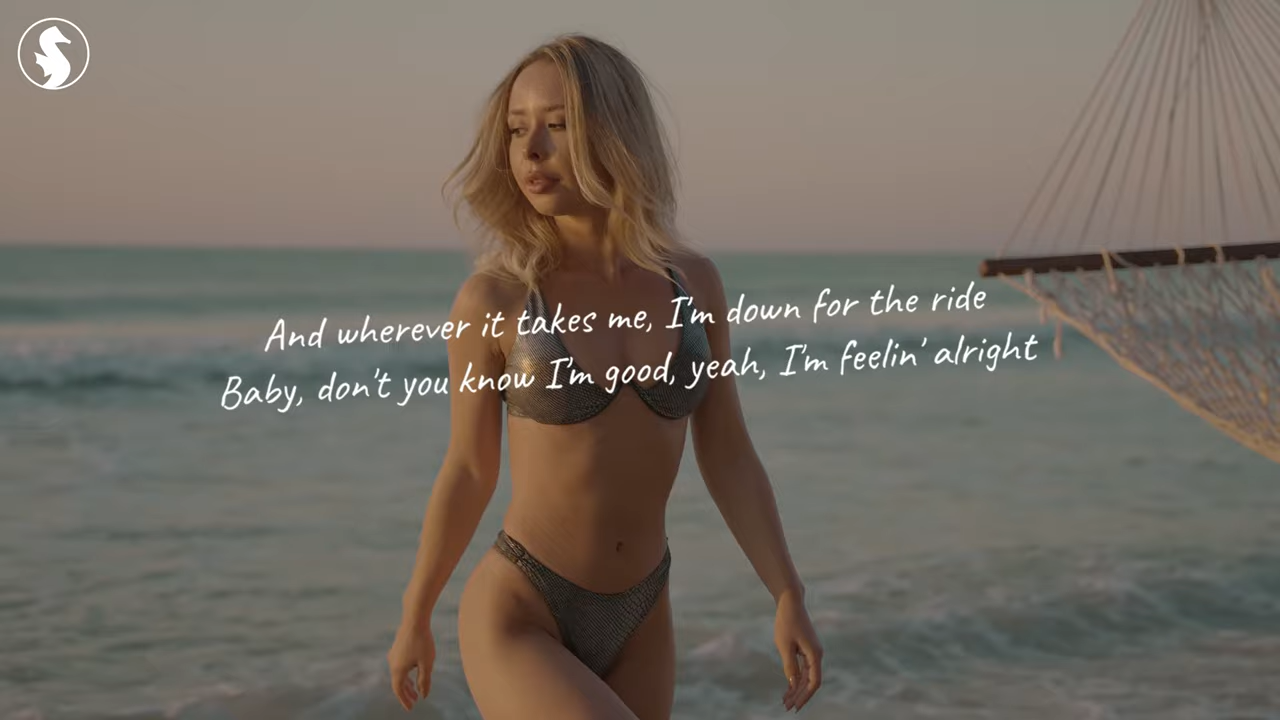 And wherever it takes me, I'm down for the ride
Baby, don't you know I'm good, yeah, I'm feelin' alright